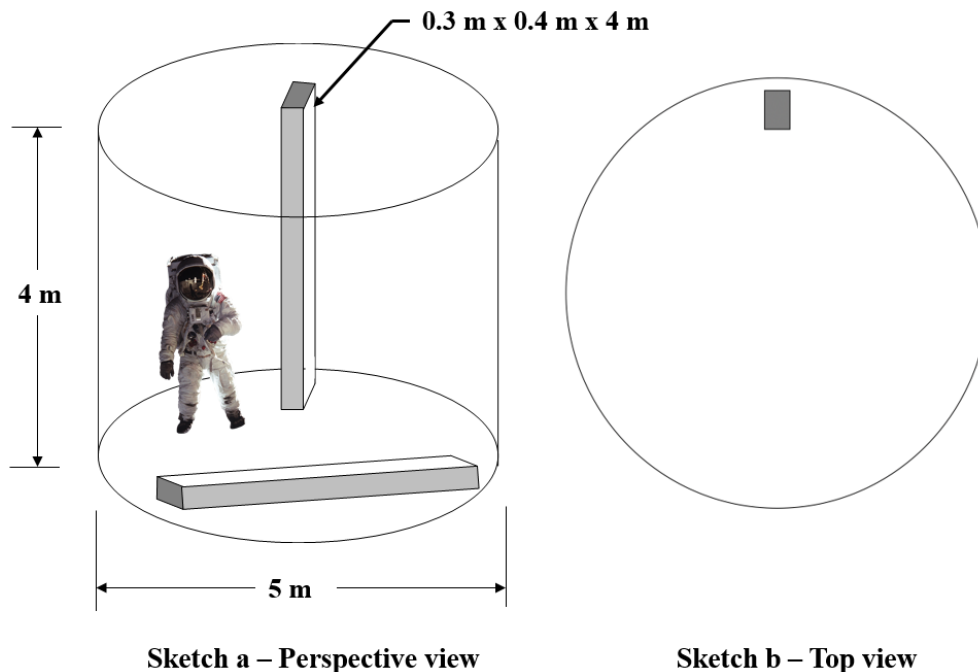 0.3 m x 0.4 m x 4 m
4 m
5 m
Sketch a – Perspective view
Sketch b – Top view